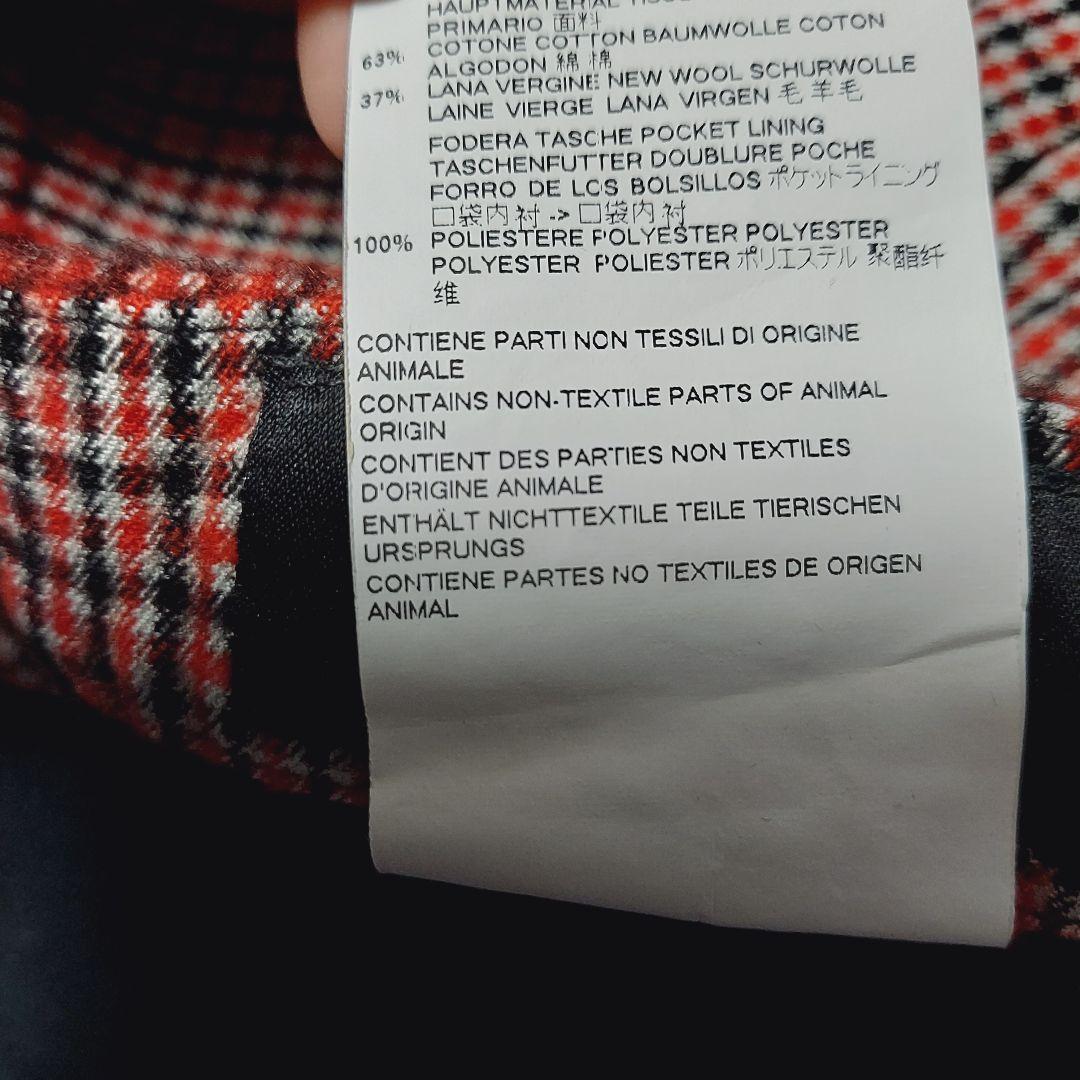 HAUPTMATERIAL TISSU
PRIMARIO 面料
63% COTONE COTTON BAUMWOLLE COTON
ALGODON 綿 棉
37% LANA VERGINE NEW WOOL SCHURWOLLE
LAINE VIERGE LANA VIRGEN 毛 羊毛
FODERA TASCHE POCKET LINING
TASCHENFUTTER DOUBLURE POCHE
FORRO DE LOS BOLSILLOS ポケットライニング
口袋内衬 -> 口袋内衬
100% POLIESTERE POLYESTER POLYESTER
POLYESTER POLIESTER ポリエステル 聚酯纤
维
CONTIENE PARTI NON TESSILI DI ORIGINE
ANIMALE
CONTAINS NON-TEXTILE PARTS OF ANIMAL
ORIGIN
CONTIENT DES PARTIES NON TEXTILES
D'ORIGINE ANIMALE
ENTHÄLT NICHTTEXTILE TEILE TIERISCHEN
URSPRUNGS
CONTIENE PARTES NO TEXTILES DE ORIGEN
ANIMAL